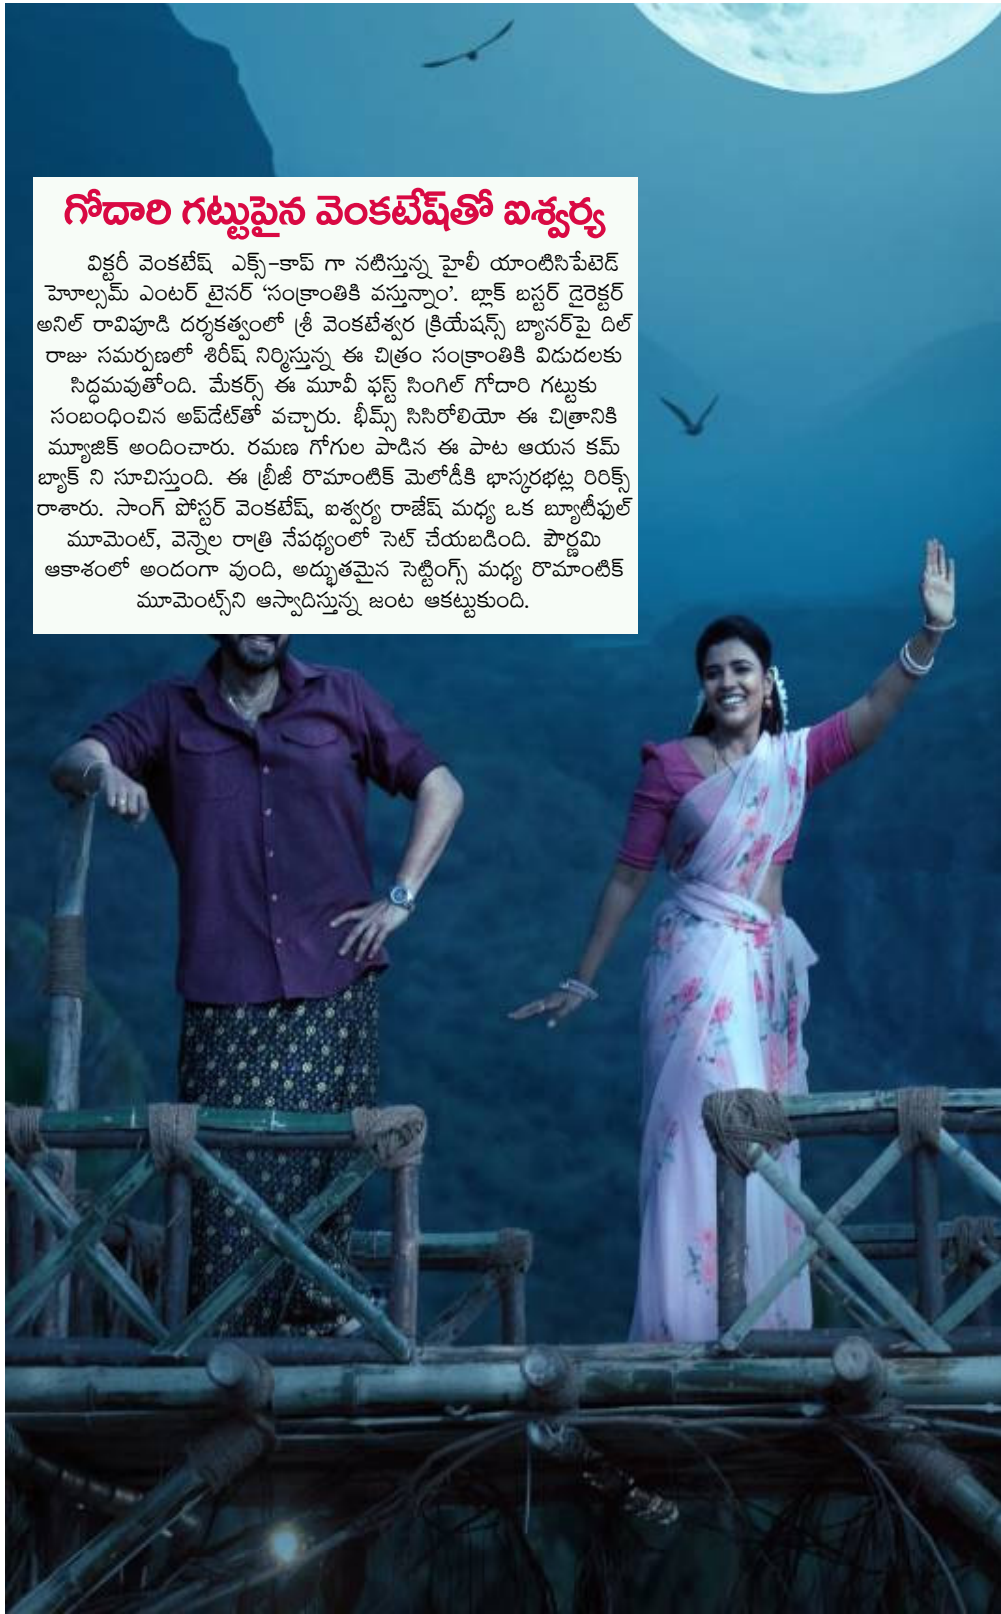 గోదారి గట్టుపైన వెంకటేష్‌తో ఐశ్వర్య
విక్టరీ వెంకటేష్ ఎక్స్-కాప్ గా నటిస్తున్న హైలీ యాంటిసిపేటెడ్
హెూల్సమ్ ఎంటర్ టైనర్ 'సంక్రాంతికి వస్తున్నాం'. బ్లాక్ బస్టర్ డైరెక్టర్
అనిల్ రావిపూడి దర్శకత్వంలో శ్రీ వెంకటేశ్వర క్రియేషన్స్ బ్యానర్‌పై దిల్
రాజు సమర్పణలో శిరీష్ నిర్మిస్తున్న ఈ చిత్రం సంక్రాంతికి విడుదలకు
సిద్ధమవుతోంది. మేకర్స్ ఈ మూవీ ఫస్ట్ సింగిల్ గోదారి గట్టుకు
సంబంధించిన అప్‌డేట్‌తో వచ్చారు. భీమ్స్ సిసిరోలియో ఈ చిత్రానికి
మ్యూజిక్ అందించారు. రమణ గోగుల పాడిన ఈ పాట ఆయన కమ్
బ్యాక్ ని సూచిస్తుంది. ఈ బ్రీజీ రొమాంటిక్ మెలోడీకి భాస్కరభట్ల రిరిక్స్
రాశారు. సాంగ్ పోస్టర్ వెంకటేష్, ఐశ్వర్య రాజేష్ మధ్య ఒక బ్యూటీఫుల్
మూమెంట్, వెన్నెల రాత్రి నేపథ్యంలో సెట్ చేయబడింది. పౌర్ణమి
ఆకాశంలో అందంగా వుంది, అద్భుతమైన సెట్టింగ్స్ మధ్య రొమాంటిక్
మూమెంట్స్‌ని ఆస్వాదిస్తున్న జంట ఆకట్టుకుంది.